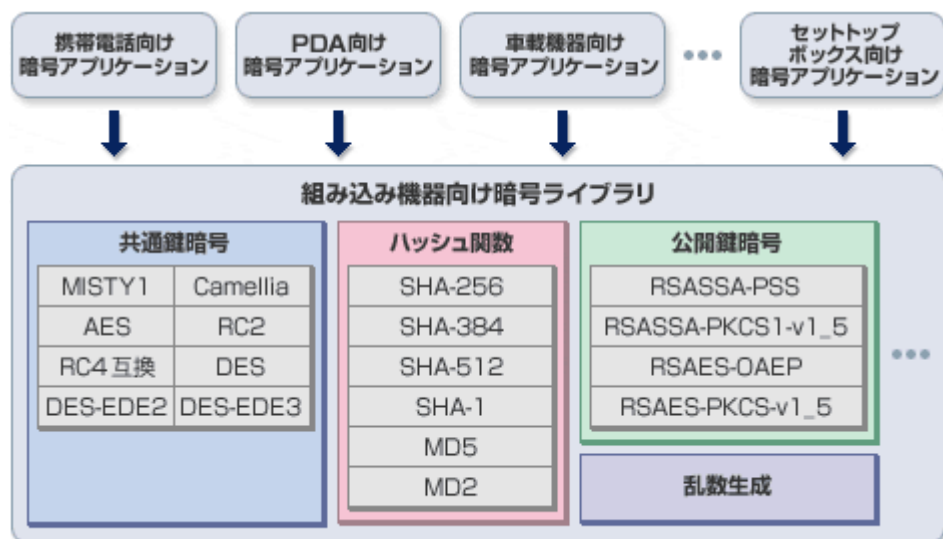 携帯電話向け
暗号アプリケーション
PDA向け
暗号アプリケーション
車載機器向け
暗号アプリケーション
•••
セットトップ
ボックス向け
暗号アプリケーション
組み込み機器向け暗号ライブラリ
共通鍵暗号
MISTY1 Camellia
AES RC2
RC4互換 DES
DES-EDE2 DES-EDE3
ハッシュ関数
SHA-256
SHA-384
SHA-512
SHA-1
MD5
MD2
公開鍵暗号
RSASSA-PSS
RSASSA-PKCS1-v1_5
RSAES-OAEP
RSAES-PKCS-v1_5
•••
乱数生成